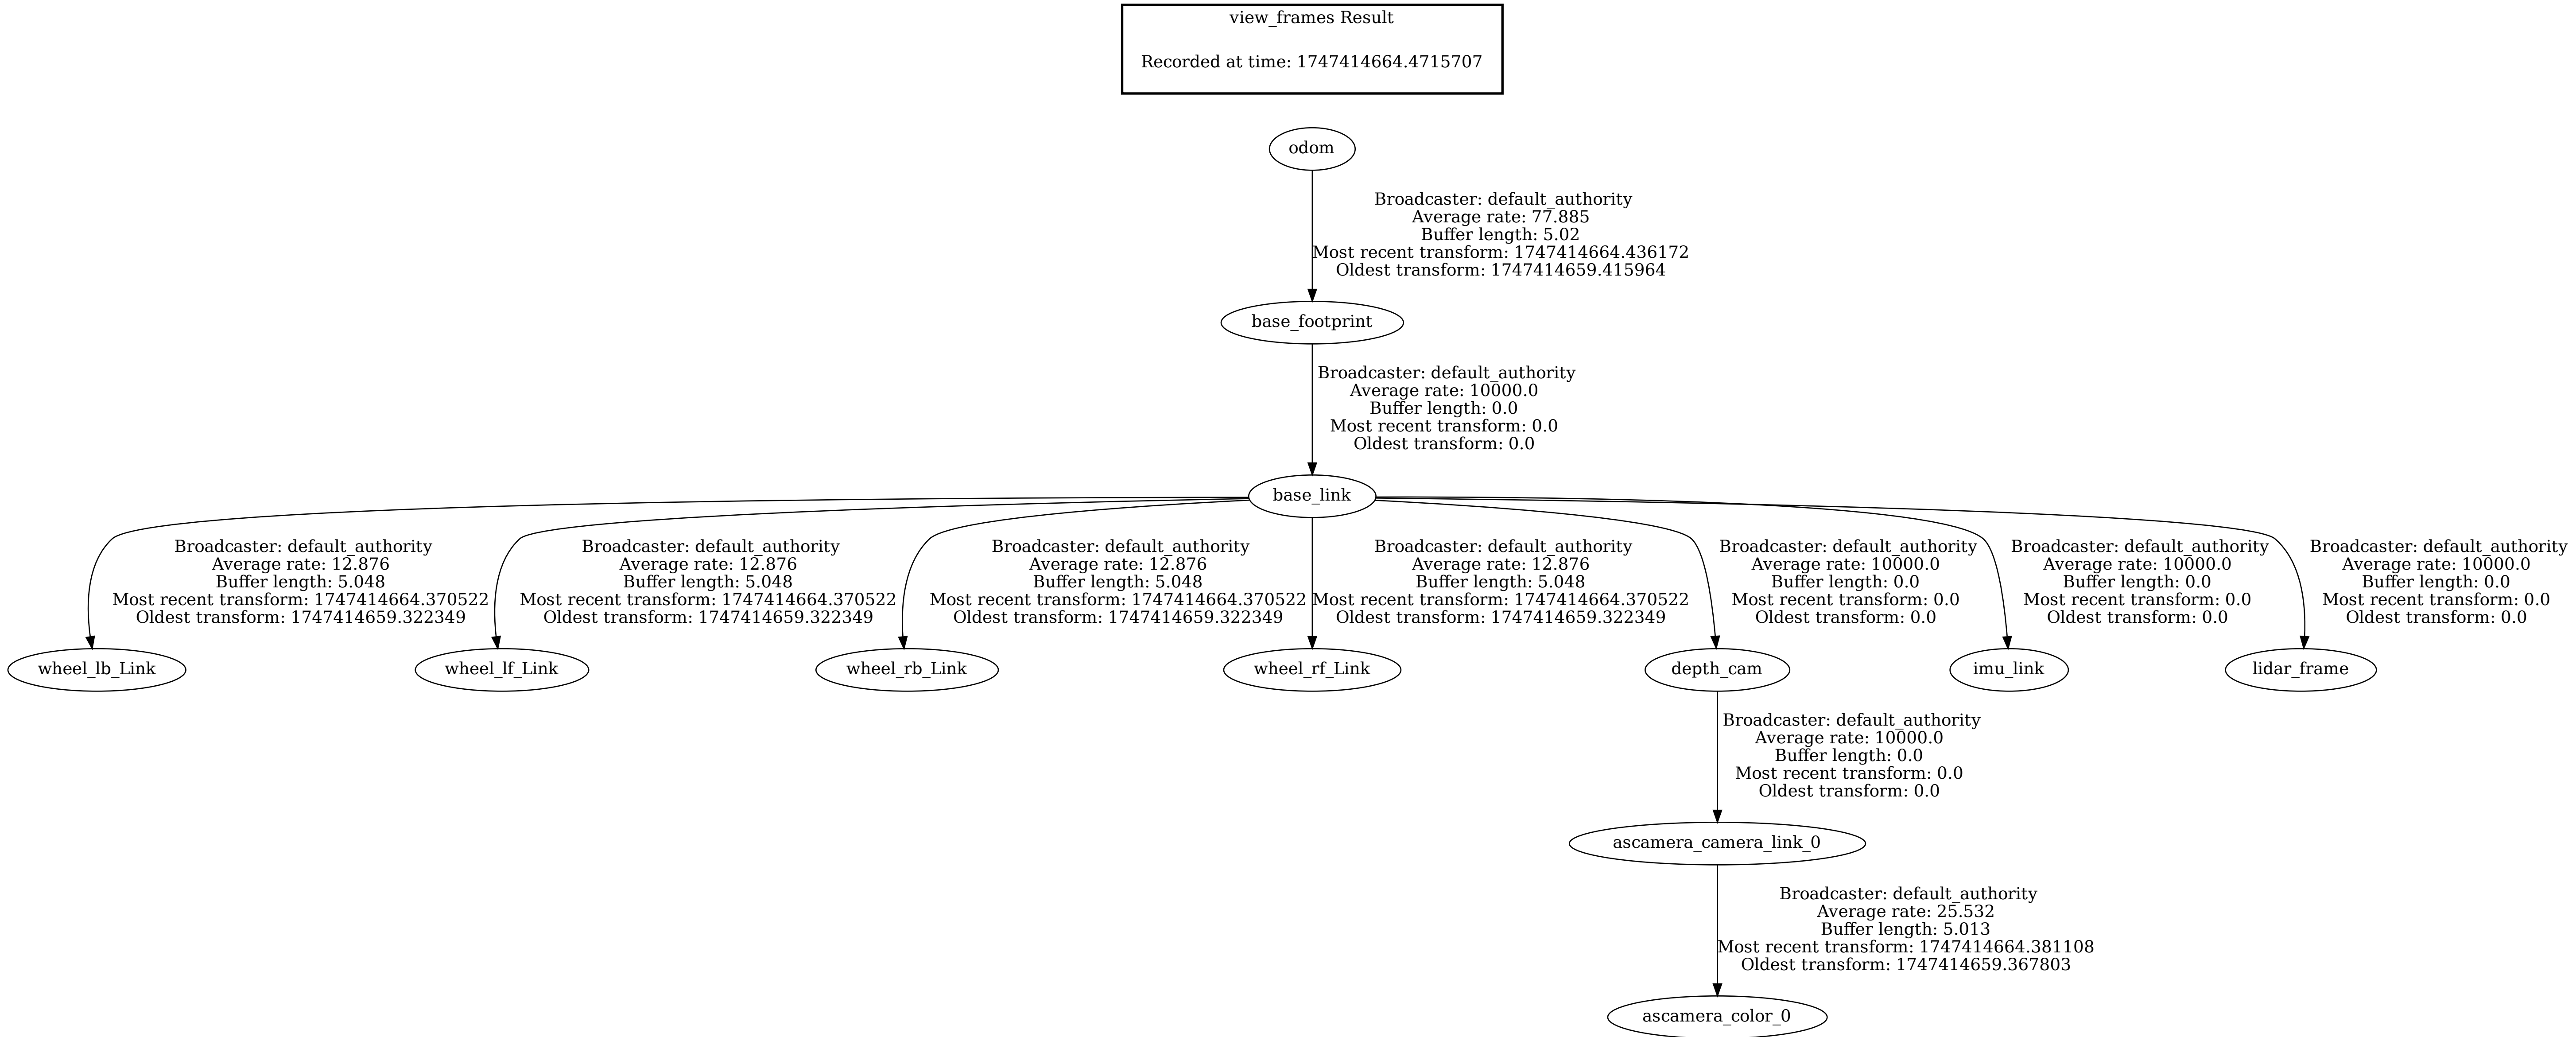 view_frames Result
Recorded at time: 1747414664.4715707
odom
Broadcaster: default_authority
Average rate: 77.885
Buffer length: 5.02
Most recent transform: 1747414664.436172
Oldest transform: 1747414659.415964
base_footprint
Broadcaster: default_authority
Average rate: 10000.0
Buffer length: 0.0
Most recent transform: 0.0
Oldest transform: 0.0
base_link
Broadcaster: default_authority
Average rate: 12.876
Buffer length: 5.048
Most recent transform: 1747414664.370522
Oldest transform: 1747414659.322349
Broadcaster: default_authority
Average rate: 12.876
Buffer length: 5.048
Most recent transform: 1747414664.370522
Oldest transform: 1747414659.322349
Broadcaster: default_authority
Average rate: 12.876
Buffer length: 5.048
Most recent transform: 1747414664.370522
Oldest transform: 1747414659.322349
Broadcaster: default_authority
Average rate: 12.876
Buffer length: 5.048
Most recent transform: 1747414664.370522
Oldest transform: 1747414659.322349
Broadcaster: default_authority
Average rate: 10000.0
Buffer length: 0.0
Most recent transform: 0.0
Oldest transform: 0.0
Broadcaster: default_authority
Average rate: 10000.0
Buffer length: 0.0
Most recent transform: 0.0
Oldest transform: 0.0
Broadcaster: default_authority
Average rate: 10000.0
Buffer length: 0.0
Most recent transform: 0.0
Oldest transform: 0.0
wheel_lb_Link
wheel_lf_Link
wheel_rb_Link
wheel_rf_Link
depth_cam
imu_link
lidar_frame
Broadcaster: default_authority
Average rate: 10000.0
Buffer length: 0.0
Most recent transform: 0.0
Oldest transform: 0.0
ascamera_camera_link_0
Broadcaster: default_authority
Average rate: 25.532
Buffer length: 5.013
Most recent transform: 1747414664.381108
Oldest transform: 1747414659.367803
ascamera_color_0